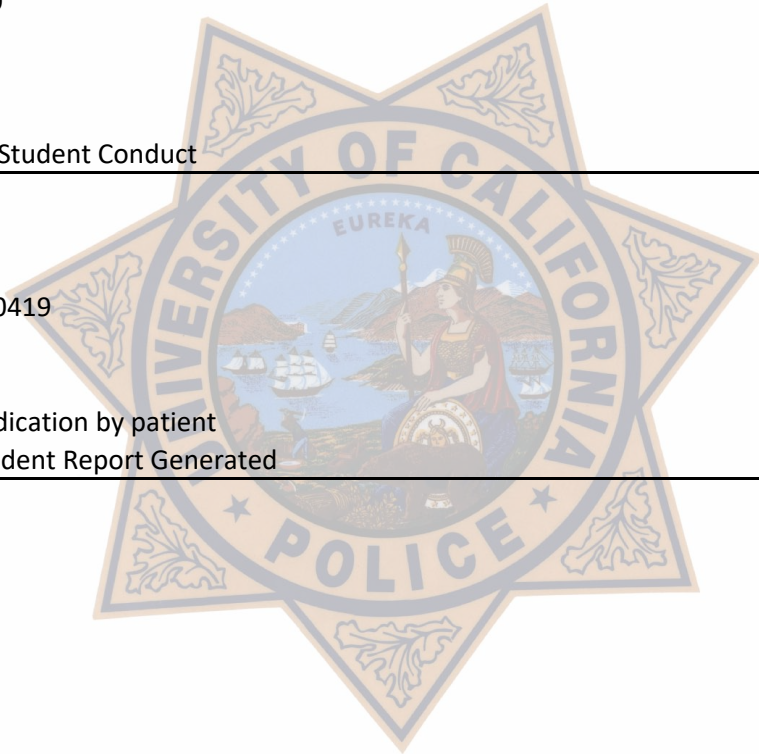 Student Conduct
UNIVERSITY OF CALIFORNIA
EUREKA
0419
dication by patient
dent Report Generated
POLICE